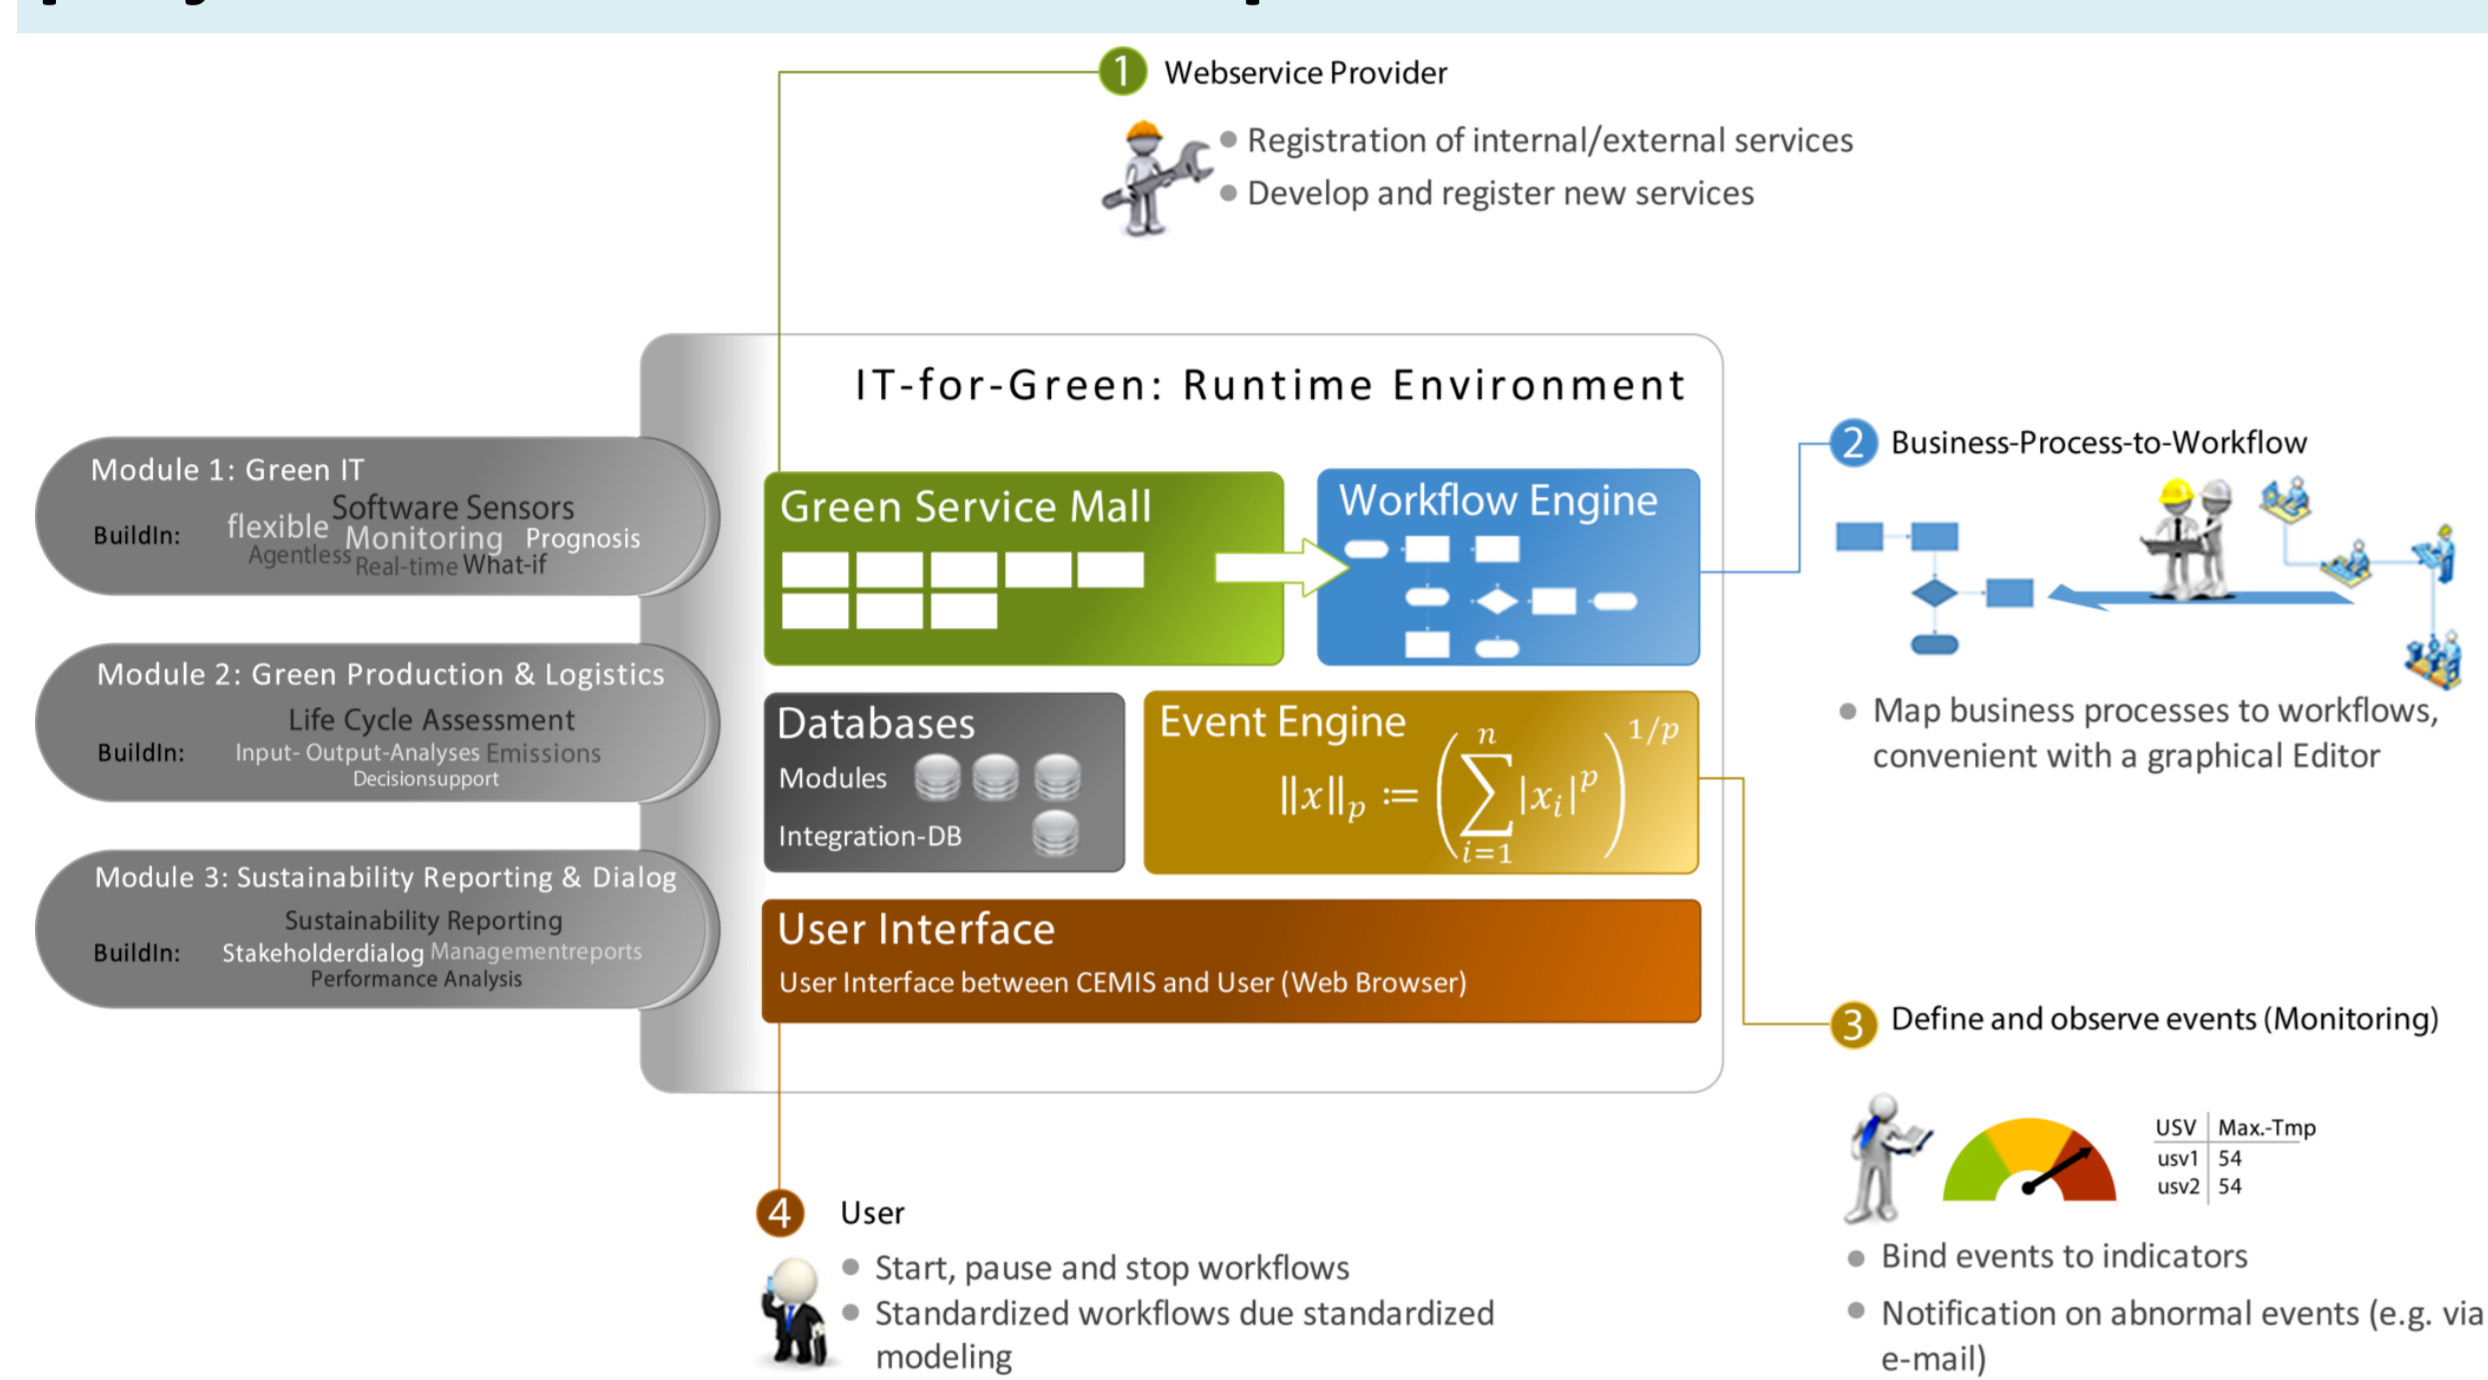 1 Webservice Provider
Registration of internal/external services
Develop and register new services
IT-for-Green: Runtime Environment
Module 1: Green IT
Software Sensors
BuildIn: flexible Monitoring Prognosis
Agentless Real-time What-if
Module 2: Green Production & Logistics
Life Cycle Assessment
BuildIn: Input- Output-Analyses Emissions
Decisionsupport
Module 3: Sustainability Reporting & Dialog
Sustainability Reporting
BuildIn: Stakeholderdialog Managementreports
Performance Analysis
Green Service Mall
Workflow Engine
Databases
Modules
Integration-DB
Event Engine
‖x‖p := (∑ i=1 n |xi|^p)^1/p
User Interface
User Interface between CEMIS and User (Web Browser)
2 Business-Process-to-Workflow
Map business processes to workflows,
convenient with a graphical Editor
3 Define and observe events (Monitoring)
USV Max.-Tmp
usv1 54
usv2 54
Bind events to indicators
Notification on abnormal events (e.g. via
e-mail)
4 User
Start, pause and stop workflows
Standardized workflows due standardized
modeling